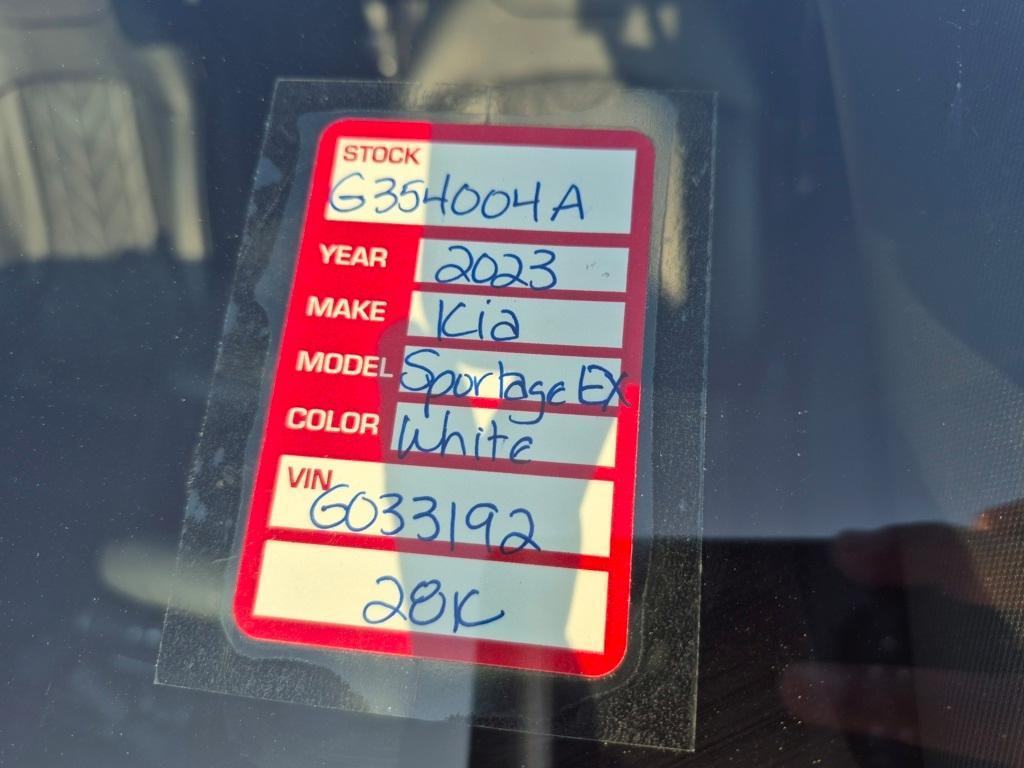 STOCK
G354004A
YEAR 2023
MAKE Kia
MODEL Sportage EX
COLOR White
VIN
G033192
28K